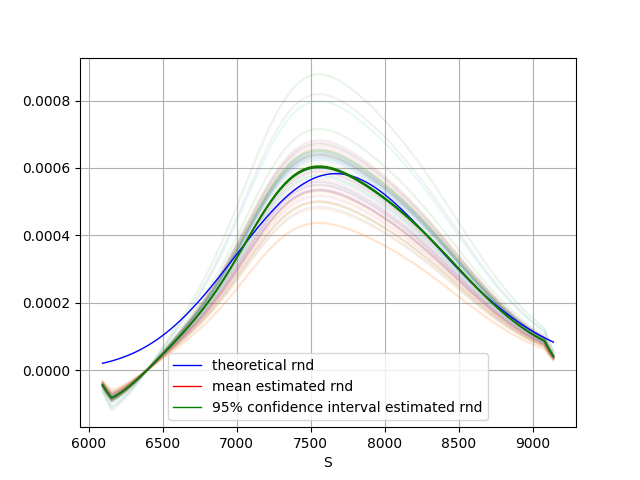 0.0008
0.0006
0.0004
0.0002
0.0000
theoretical rnd
mean estimated rnd
95% confidence interval estimated rnd
6000 6500 7000 7500 8000 8500 9000
S